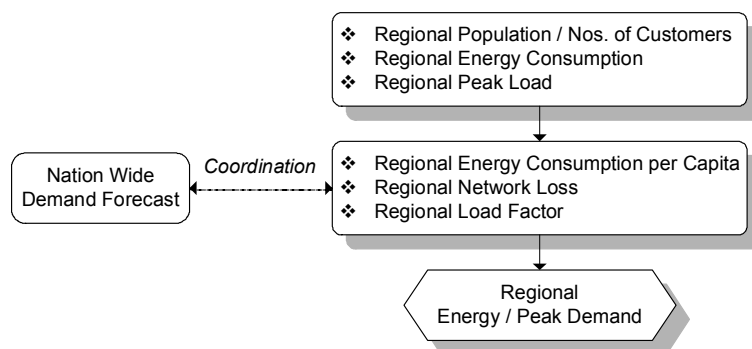 ❖ Regional Population / Nos. of Customers
❖ Regional Energy Consumption
❖ Regional Peak Load
Nation Wide
Demand Forecast
Coordination
❖ Regional Energy Consumption per Capita
❖ Regional Network Loss
❖ Regional Load Factor
Regional
Energy / Peak Demand